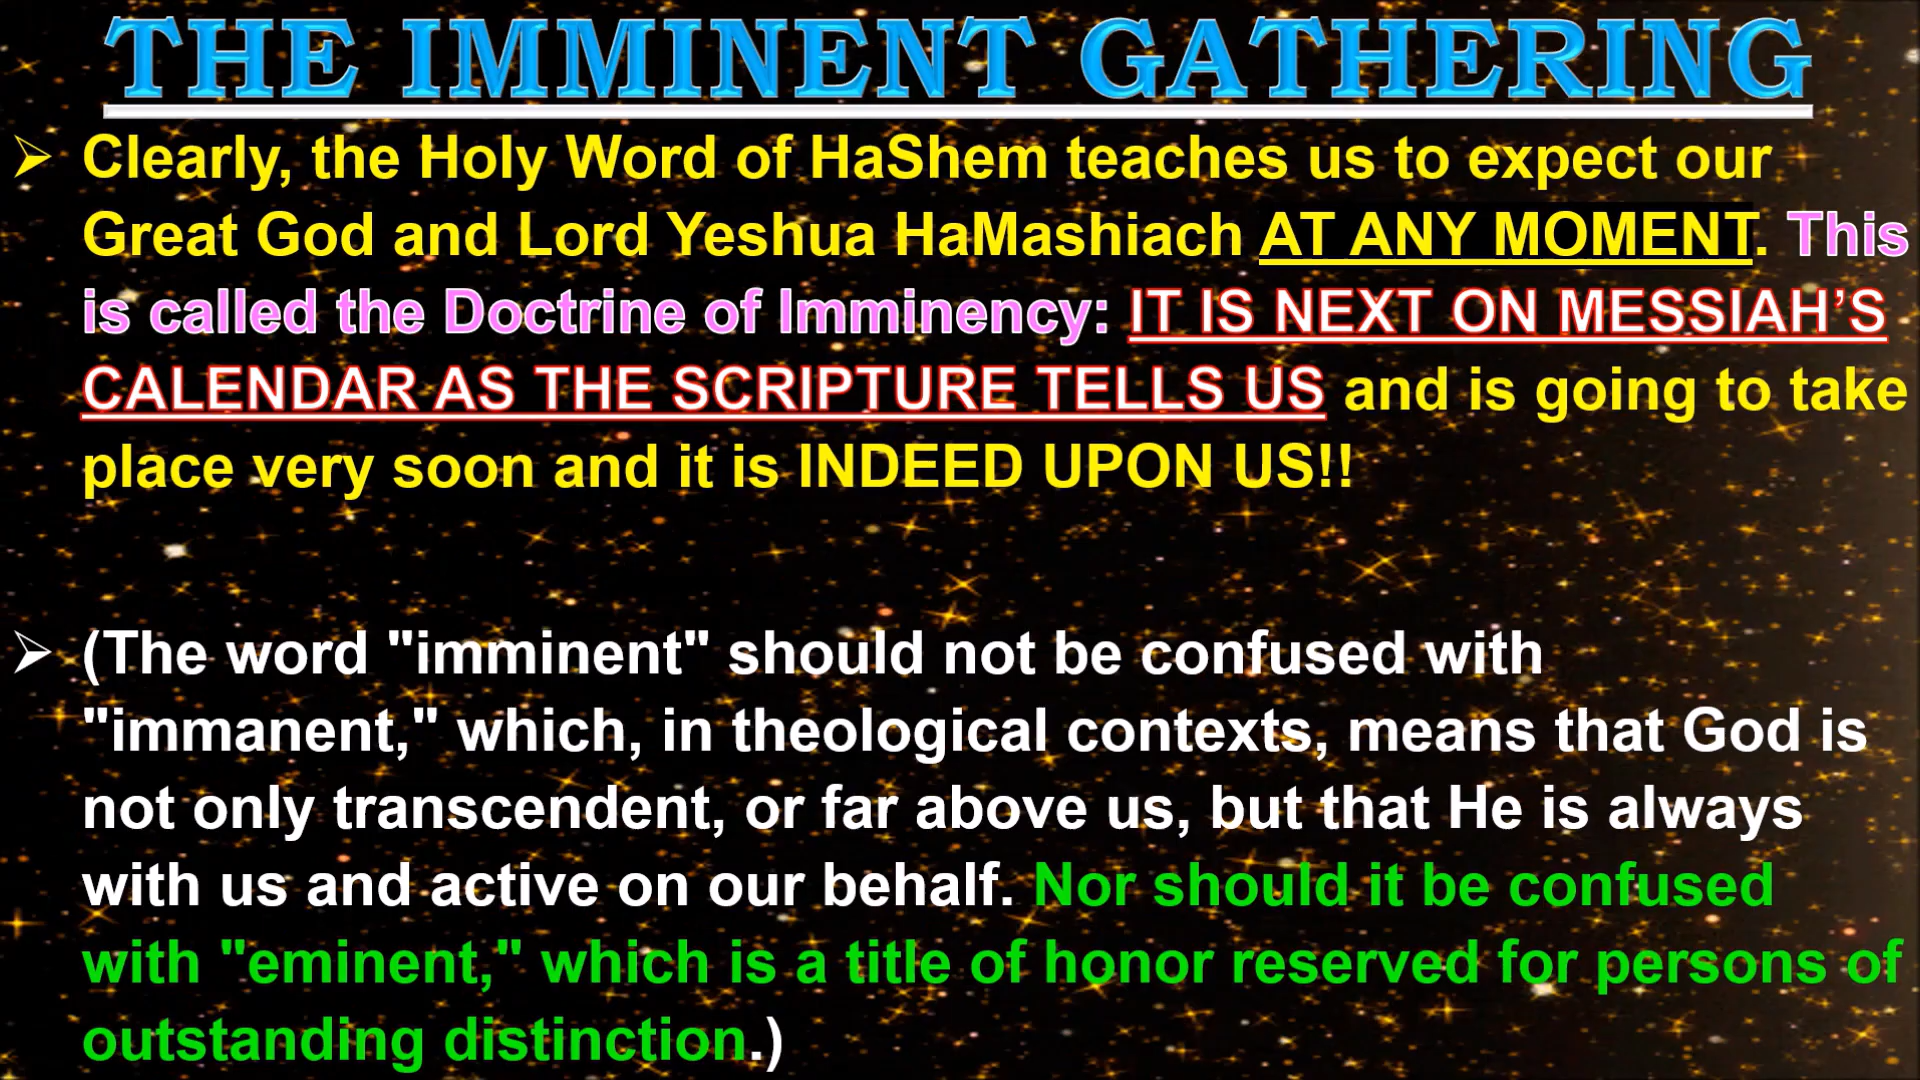 THE IMMINENT GATHERING
➢ Clearly, the Holy Word of HaShem teaches us to expect our
Great God and Lord Yeshua HaMashiach AT ANY MOMENT. This
is called the Doctrine of Imminency: IT IS NEXT ON MESSIAH’S
CALENDAR AS THE SCRIPTURE TELLS US and is going to take
place very soon and it is INDEED UPON US!!
➢ (The word "imminent" should not be confused with
"immanent," which, in theological contexts, means that God is
not only transcendent, or far above us, but that He is always
with us and active on our behalf. Nor should it be confused
with "eminent," which is a title of honor reserved for persons of
outstanding distinction.)